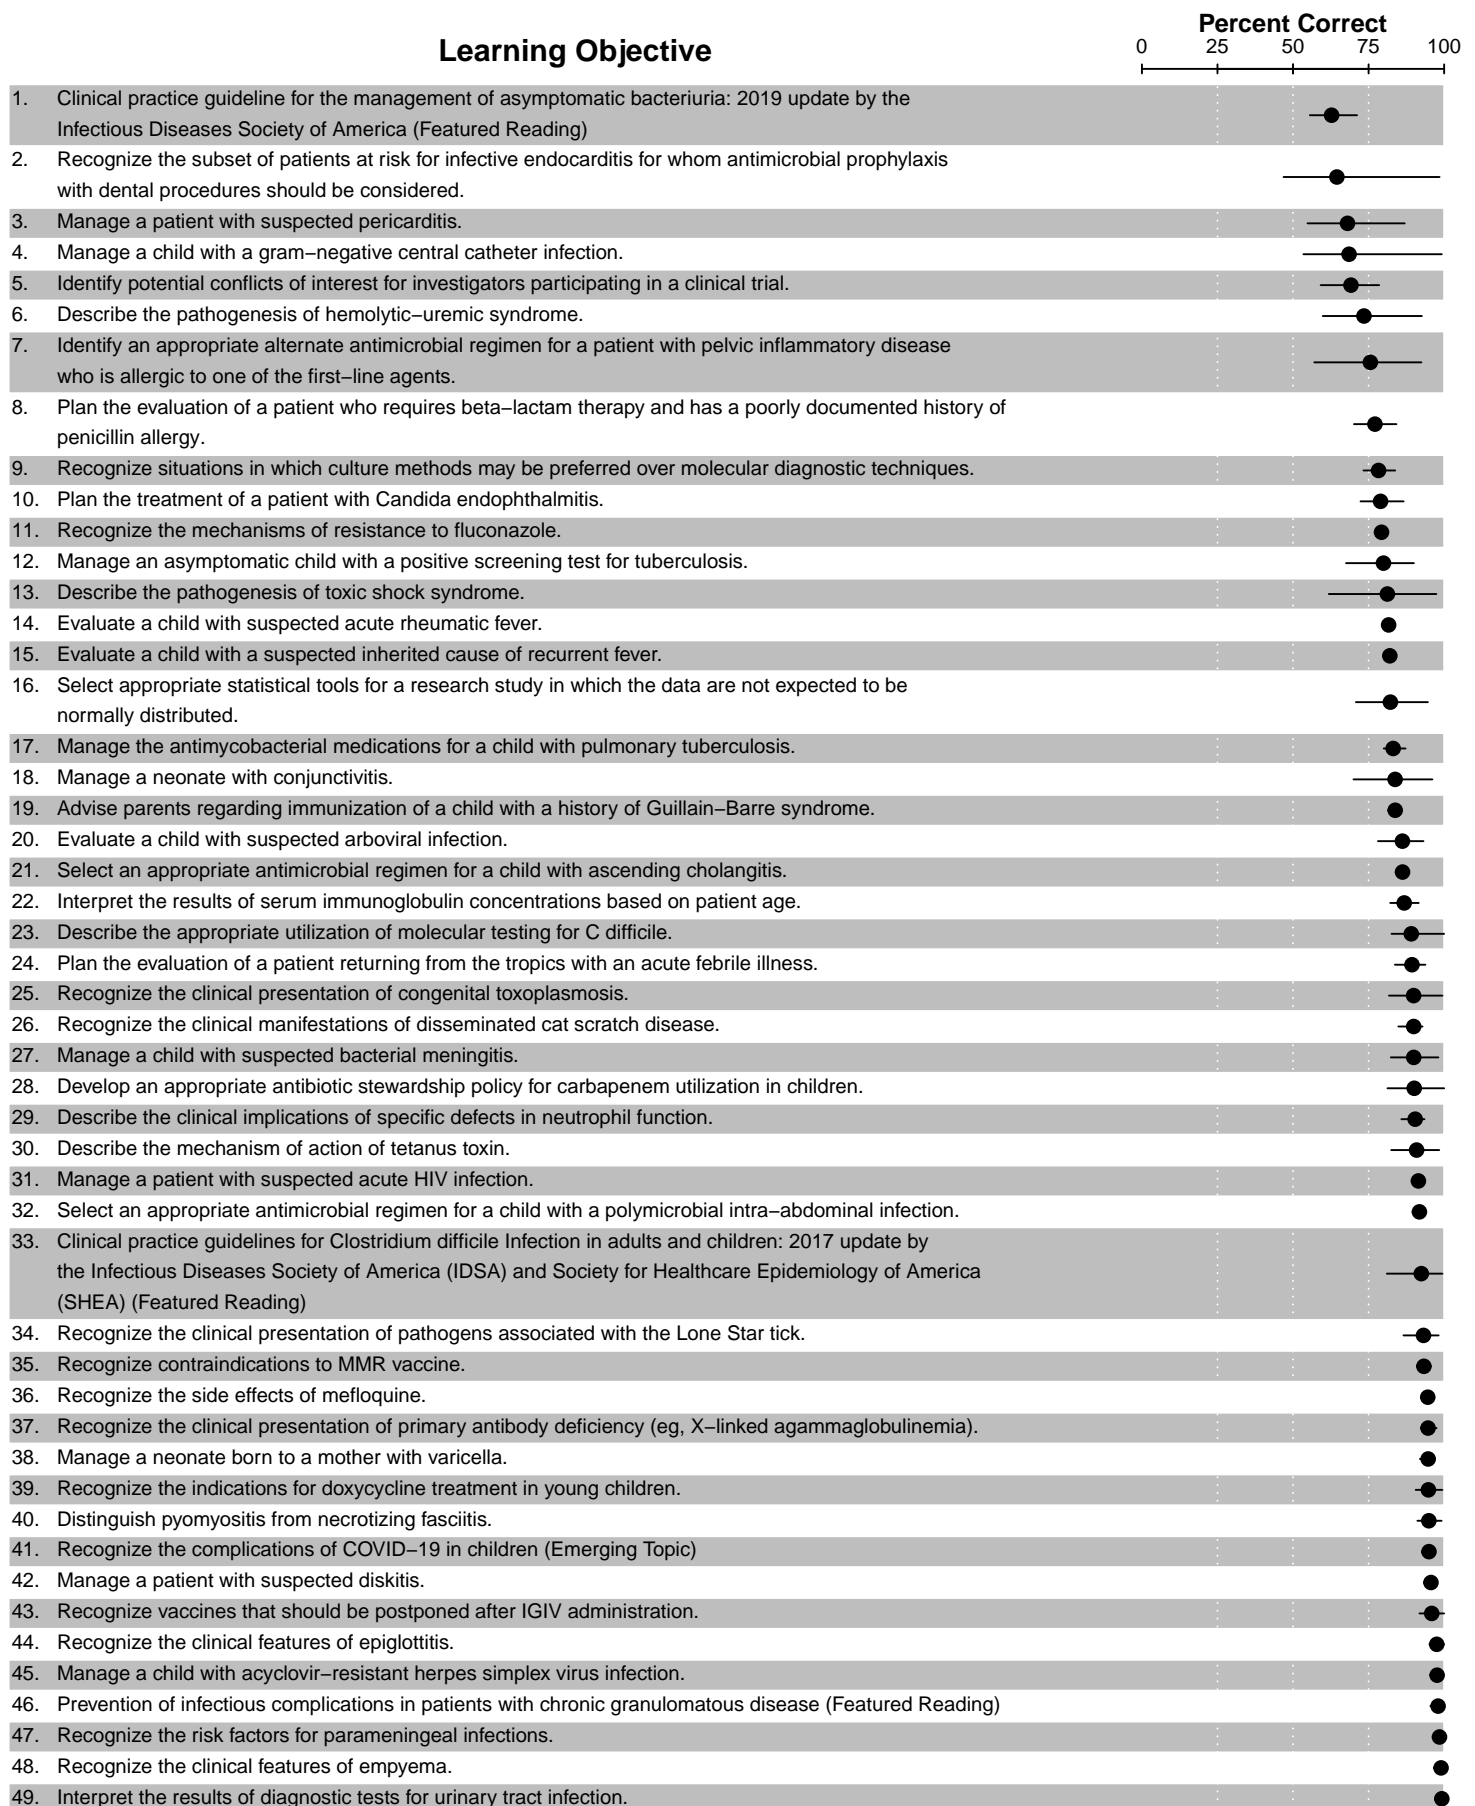 Percent Correct
Learning Objective
0 25 50 75 100
1. Clinical practice guideline for the management of asymptomatic bacteriuria: 2019 update by the
Infectious Diseases Society of America (Featured Reading)
2. Recognize the subset of patients at risk for infective endocarditis for whom antimicrobial prophylaxis
with dental procedures should be considered.
3. Manage a patient with suspected pericarditis.
4. Manage a child with a gram−negative central catheter infection.
5. Identify potential conflicts of interest for investigators participating in a clinical trial.
6. Describe the pathogenesis of hemolytic−uremic syndrome.
7. Identify an appropriate alternate antimicrobial regimen for a patient with pelvic inflammatory disease
who is allergic to one of the first−line agents.
8. Plan the evaluation of a patient who requires beta−lactam therapy and has a poorly documented history of
penicillin allergy.
9. Recognize situations in which culture methods may be preferred over molecular diagnostic techniques.
10. Plan the treatment of a patient with Candida endophthalmitis.
11. Recognize the mechanisms of resistance to fluconazole.
12. Manage an asymptomatic child with a positive screening test for tuberculosis.
13. Describe the pathogenesis of toxic shock syndrome.
14. Evaluate a child with suspected acute rheumatic fever.
15. Evaluate a child with a suspected inherited cause of recurrent fever.
16. Select appropriate statistical tools for a research study in which the data are not expected to be
normally distributed.
17. Manage the antimycobacterial medications for a child with pulmonary tuberculosis.
18. Manage a neonate with conjunctivitis.
19. Advise parents regarding immunization of a child with a history of Guillain−Barre syndrome.
20. Evaluate a child with suspected arboviral infection.
21. Select an appropriate antimicrobial regimen for a child with ascending cholangitis.
22. Interpret the results of serum immunoglobulin concentrations based on patient age.
23. Describe the appropriate utilization of molecular testing for C difficile.
24. Plan the evaluation of a patient returning from the tropics with an acute febrile illness.
25. Recognize the clinical presentation of congenital toxoplasmosis.
26. Recognize the clinical manifestations of disseminated cat scratch disease.
27. Manage a child with suspected bacterial meningitis.
28. Develop an appropriate antibiotic stewardship policy for carbapenem utilization in children.
29. Describe the clinical implications of specific defects in neutrophil function.
30. Describe the mechanism of action of tetanus toxin.
31. Manage a patient with suspected acute HIV infection.
32. Select an appropriate antimicrobial regimen for a child with a polymicrobial intra−abdominal infection.
33. Clinical practice guidelines for Clostridium difficile Infection in adults and children: 2017 update by
the Infectious Diseases Society of America (IDSA) and Society for Healthcare Epidemiology of America
(SHEA) (Featured Reading)
34. Recognize the clinical presentation of pathogens associated with the Lone Star tick.
35. Recognize contraindications to MMR vaccine.
36. Recognize the side effects of mefloquine.
37. Recognize the clinical presentation of primary antibody deficiency (eg, X−linked agammaglobulinemia).
38. Manage a neonate born to a mother with varicella.
39. Recognize the indications for doxycycline treatment in young children.
40. Distinguish pyomyositis from necrotizing fasciitis.
41. Recognize the complications of COVID−19 in children (Emerging Topic)
42. Manage a patient with suspected diskitis.
43. Recognize vaccines that should be postponed after IGIV administration.
44. Recognize the clinical features of epiglottitis.
45. Manage a child with acyclovir−resistant herpes simplex virus infection.
46. Prevention of infectious complications in patients with chronic granulomatous disease (Featured Reading)
47. Recognize the risk factors for parameningeal infections.
48. Recognize the clinical features of empyema.
49. Interpret the results of diagnostic tests for urinary tract infection.